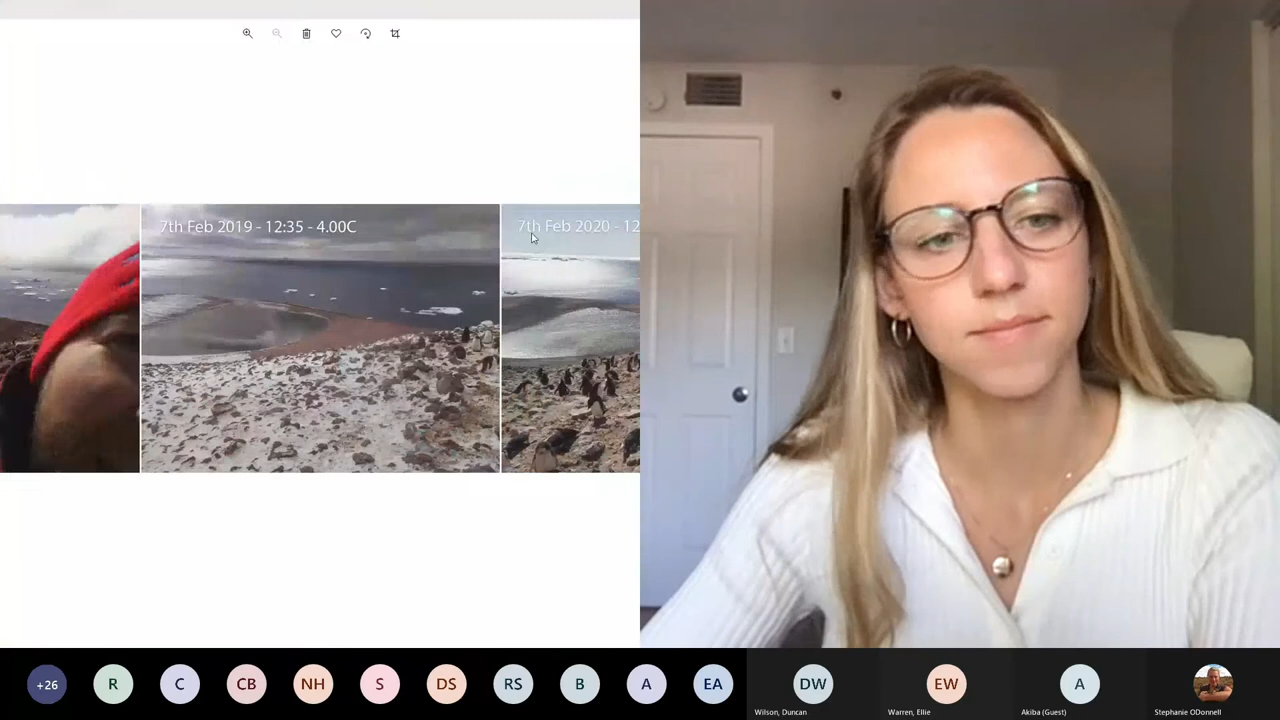 7th Feb 2019 - 12:35 - 4.00C
7th Feb 2020 - 12
+26
R
C
CB
NH
S
DS
RS
B
A
EA
DW
EW
A
Wilson, Duncan
Warren, Ellie
Akiba (Guest)
Stephanie ODonnell